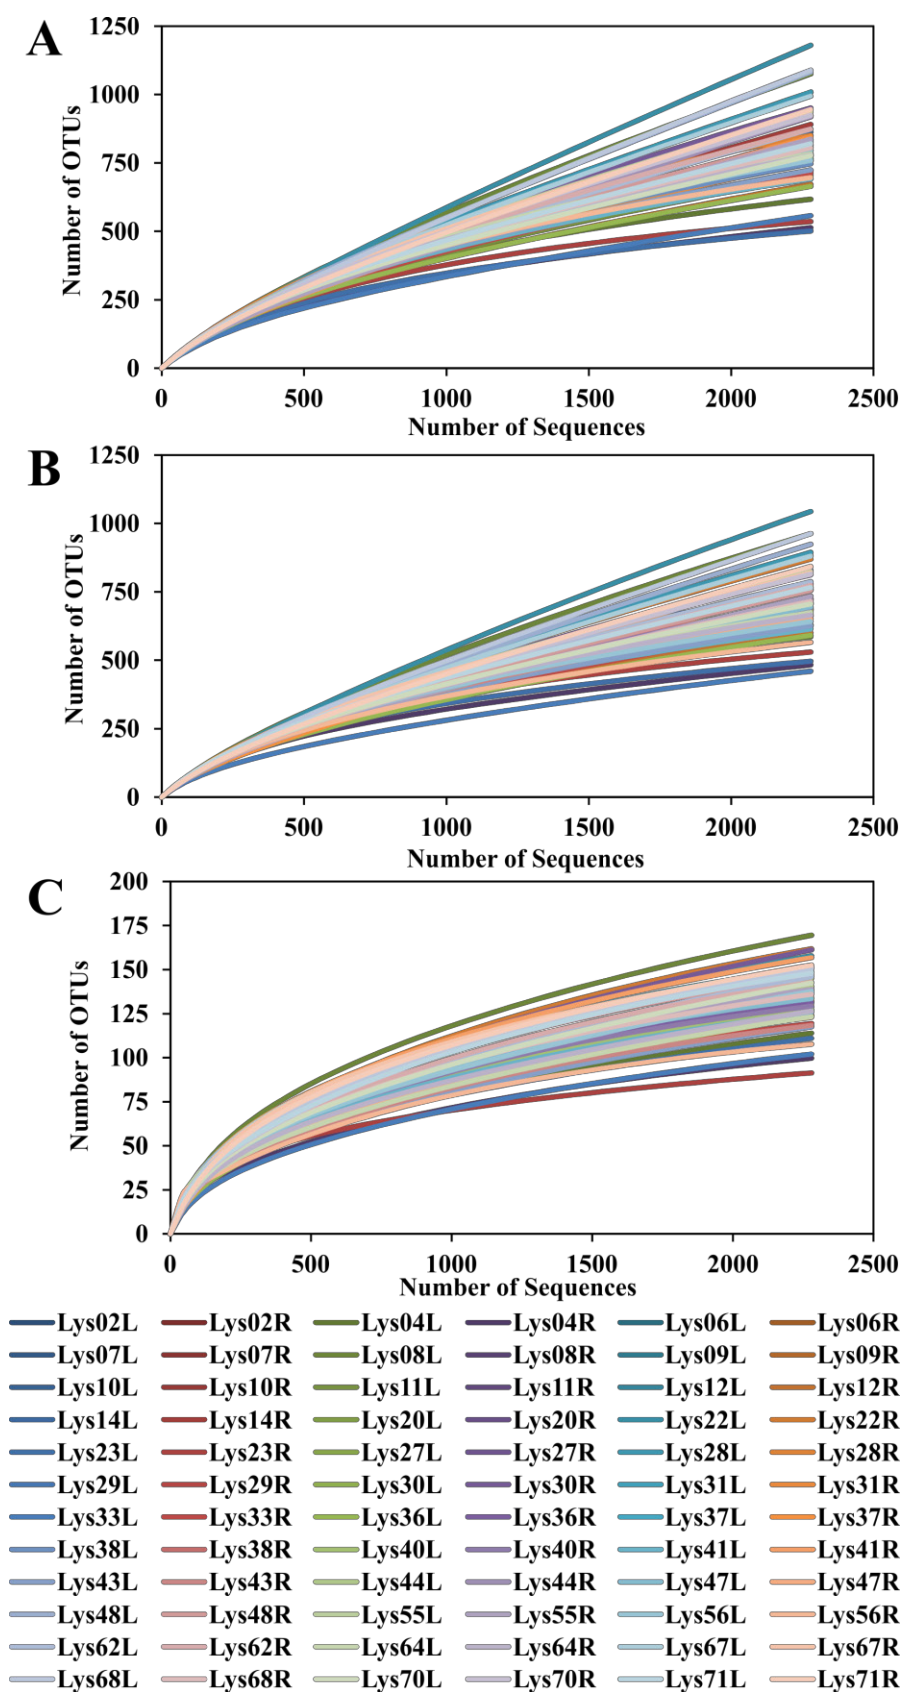 A
1250
1000
750
500
250
0
Number of OTUs
0 500 1000 1500 2000 2500
Number of Sequences
B
1250
1000
750
500
250
0
Number of OTUs
0 500 1000 1500 2000 2500
Number of Sequences
C
200
175
150
125
100
75
50
25
0
Number of OTUs
0 500 1000 1500 2000 2500
Number of Sequences
Lys02L Lys02R Lys04L Lys04R Lys06L Lys06R
Lys07L Lys07R Lys08L Lys08R Lys09L Lys09R
Lys10L Lys10R Lys11L Lys11R Lys12L Lys12R
Lys14L Lys14R Lys20L Lys20R Lys22L Lys22R
Lys23L Lys23R Lys27L Lys27R Lys28L Lys28R
Lys29L Lys29R Lys30L Lys30R Lys31L Lys31R
Lys33L Lys33R Lys36L Lys36R Lys37L Lys37R
Lys38L Lys38R Lys40L Lys40R Lys41L Lys41R
Lys43L Lys43R Lys44L Lys44R Lys47L Lys47R
Lys48L Lys48R Lys55L Lys55R Lys56L Lys56R
Lys62L Lys62R Lys64L Lys64R Lys67L Lys67R
Lys68L Lys68R Lys70L Lys70R Lys71L Lys71R